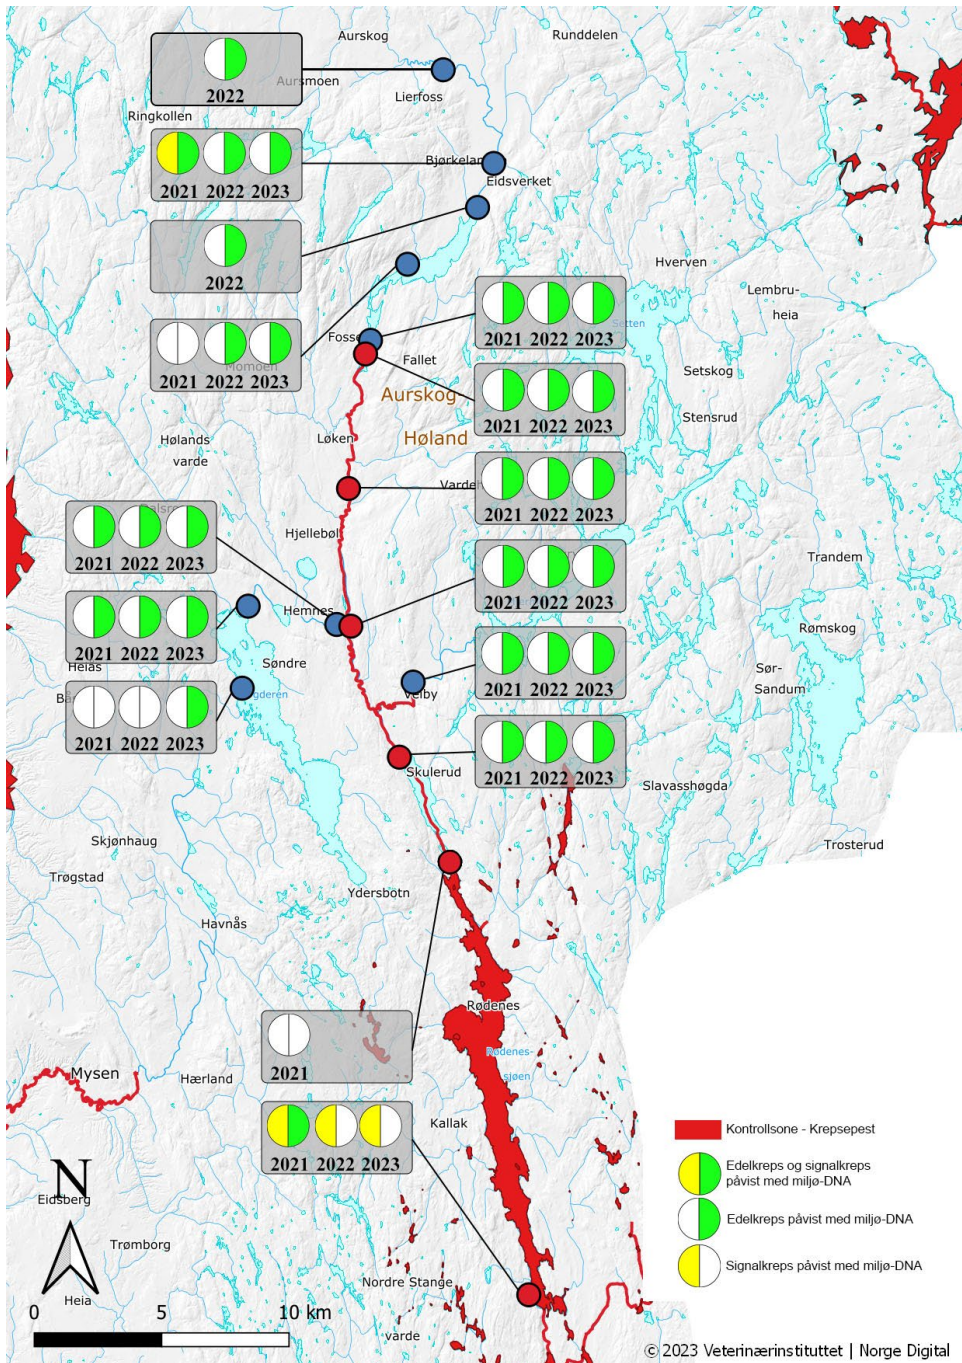 Aurskog
Runddelen
2022
Aursmoen
Lierfoss
Ringkollen
2021 2022 2023
Bjørkelan
Eidsverket
2022
Hverven
Lembru-
heia
2021 2022 2023
Momoen
Fosse
Fallet
Setten
2021 2022 2023
Setskog
Aurskog
Høland
2021 2022 2023
Stensrud
Hølands
varde
Løken
Vardeh
2021 2022 2023
Hjellebøl
2021 2022 2023
Trandem
2021 2022 2023
Hemnes
2021 2022 2023
Rømskog
Heiås
Søndre
Sør-
Sandum
2021 2022 2023
gderen
Velby
2021 2022 2023
2021 2022 2023
Skulerud
Slavasshøgda
Skjønhaug
Trøgstad
Trosterud
Ydersbotn
Havnås
Rødenes
Rødenes-
sjøen
2021
Mysen
Hærland
Kallak
2021 2022 2023
Kontrollsone - Krepsepest
Edelkreps og signalkreps
påvist med miljø-DNA
Edelkreps påvist med miljø-DNA
Signalkreps påvist med miljø-DNA
N
Eidsberg
Trømborg
Heia
Nordre Stange
varde
0 5 10 km
© 2023 Veterinærinstituttet | Norge Digital